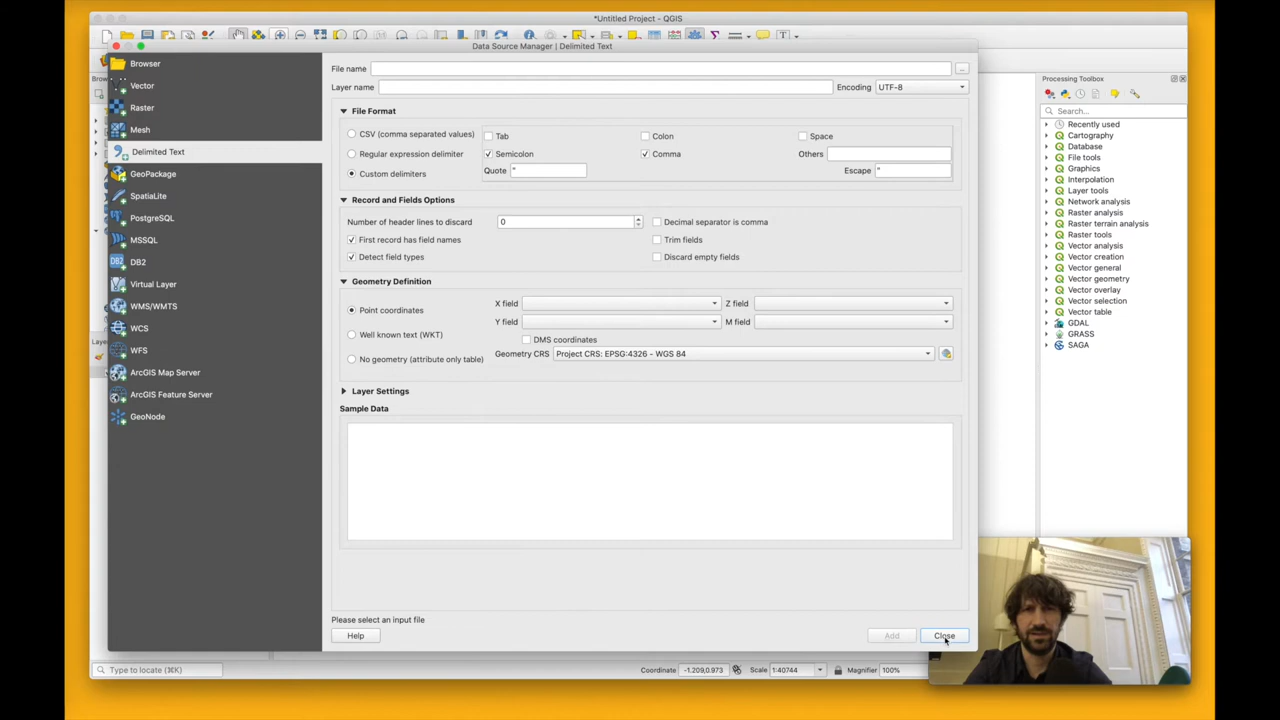 *Untitled Project - QGIS
Data Source Manager | Delimited Text
Browser
Vector
Raster
Mesh
Delimited Text
GeoPackage
SpatiaLite
PostgreSQL
MSSQL
DB2
Virtual Layer
WMS/WMTS
WCS
WFS
ArcGIS Map Server
ArcGIS Feature Server
GeoNode
File name
...
Layer name
Encoding UTF-8
File Format
CSV (comma separated values)
Regular expression delimiter
Custom delimiters
Tab Colon Space
Semicolon Comma Others
Quote " Escape "
Record and Fields Options
Number of header lines to discard 0 Decimal separator is comma
First record has field names Trim fields
Detect field types Discard empty fields
Geometry Definition
Point coordinates
Well known text (WKT)
No geometry (attribute only table)
X field Z field
Y field M field
DMS coordinates
Geometry CRS Project CRS: EPSG:4326 - WGS 84
Layer Settings
Sample Data
Please select an input file
Help Add Close
Processing Toolbox
Search...
Recently used
Cartography
Database
File tools
Graphics
Interpolation
Layer tools
Network analysis
Raster analysis
Raster terrain analysis
Raster tools
Vector analysis
Vector creation
Vector general
Vector geometry
Vector overlay
Vector selection
Vector table
GDAL
GRASS
SAGA
Type to locate (⌘K)
Coordinate -1.209,0.973 Scale 1:40744 Magnifier 100%